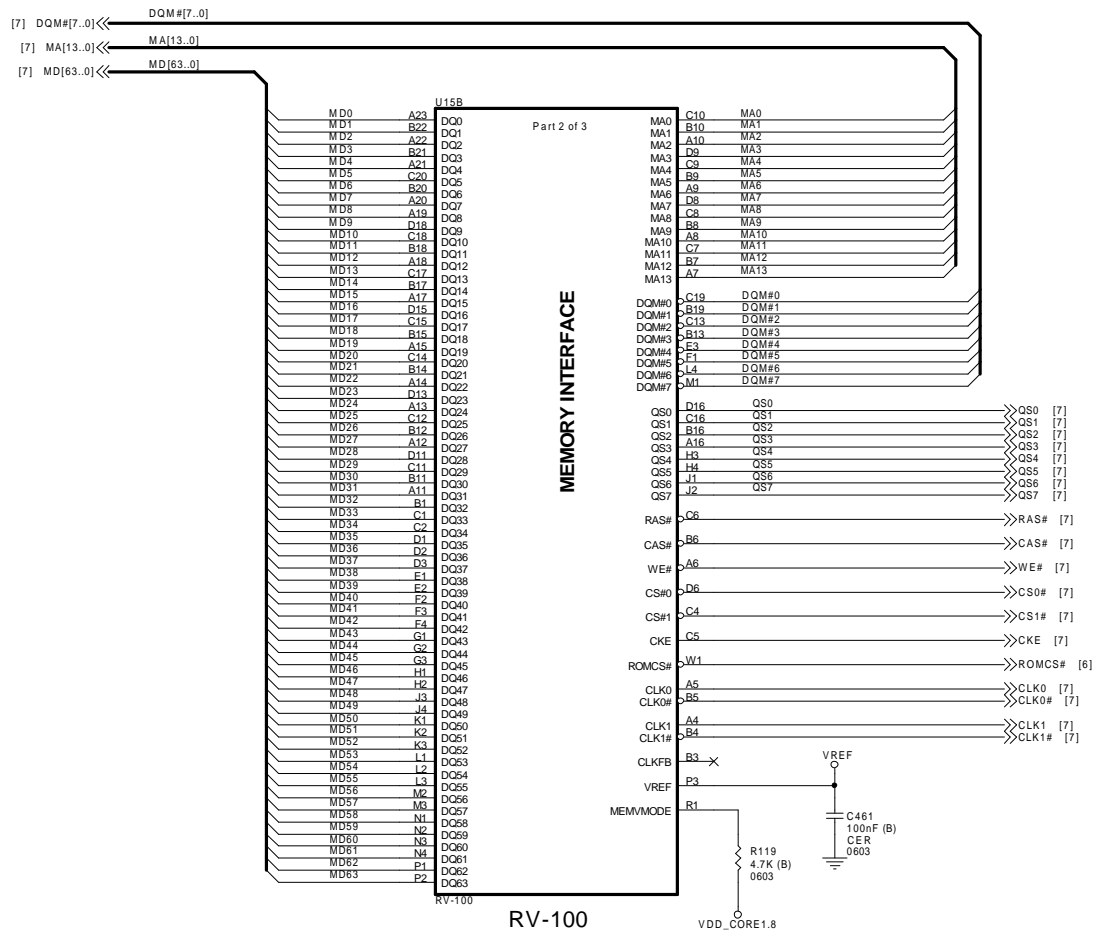 [7] DQM#[7..0] DQM#[7..0]
[7] MA[13..0] MA[13..0]
[7] MD[63..0] MD[63..0]
U15B
Part 2 of 3
MD0 A23 DQ0 MA0 C10 MA0
MD1 B22 DQ1 MA1 B10 MA1
MD2 A22 DQ2 MA2 A10 MA2
MD3 B21 DQ3 MA3 D9 MA3
MD4 A21 DQ4 MA4 C9 MA4
MD5 C20 DQ5 MA5 B9 MA5
MD6 B20 DQ6 MA6 A9 MA6
MD7 A20 DQ7 MA7 D8 MA7
MD8 A19 DQ8 MA8 C8 MA8
MD9 D18 DQ9 MA9 B8 MA9
MD10 C18 DQ10 MA10 A8 MA10
MD11 B18 DQ11 MA11 C7 MA11
MD12 A18 DQ12 MA12 B7 MA12
MD13 C17 DQ13 MA13 A7 MA13
MD14 B17 DQ14
MD15 A17 DQ15 DQM#0 C19 DQM#0
MD16 D15 DQ16 DQM#1 B19 DQM#1
MD17 C15 DQ17 DQM#2 C13 DQM#2
MD18 B15 DQ18 DQM#3 B13 DQM#3
MD19 A15 DQ19 DQM#4 E3 DQM#4
MD20 C14 DQ20 DQM#5 F1 DQM#5
MD21 B14 DQ21 DQM#6 L4 DQM#6
MD22 A14 DQ22 DQM#7 M1 DQM#7
MD23 D13 DQ23
MD24 A13 DQ24 QS0 D16 QS0 QS0 [7]
MD25 C12 DQ25 QS1 C16 QS1 QS1 [7]
MD26 B12 DQ26 QS2 B16 QS2 QS2 [7]
MD27 A12 DQ27 QS3 A16 QS3 QS3 [7]
MD28 D11 DQ28 QS4 H3 QS4 QS4 [7]
MD29 C11 DQ29 QS5 H4 QS5 QS5 [7]
MD30 B11 DQ30 QS6 J1 QS6 QS6 [7]
MD31 A11 DQ31 QS7 J2 QS7 QS7 [7]
MD32 B1 DQ32
MD33 C1 DQ33 RAS# C6 RAS# [7]
MD34 C2 DQ34
MD35 D1 DQ35 CAS# B6 CAS# [7]
MD36 D2 DQ36
MD37 D3 DQ37 WE# A6 WE# [7]
MD38 E1 DQ38
MD39 E2 DQ39 CS#0 D6 CS0# [7]
MD40 F2 DQ40
MD41 F3 DQ41 CS#1 C4 CS1# [7]
MD42 F4 DQ42
MD43 G1 DQ43 CKE C5 CKE [7]
MD44 G2 DQ44
MD45 G3 DQ45 ROMCS# W1 ROMCS# [6]
MD46 H1 DQ46
MD47 H2 DQ47 CLK0 A5 CLK0 [7]
MD48 J3 DQ48 CLK0# B5 CLK0# [7]
MD49 J4 DQ49
MD50 K1 DQ50 CLK1 A4 CLK1 [7]
MD51 K2 DQ51 CLK1# B4 CLK1# [7]
MD52 K3 DQ52
MD53 L1 DQ53 CLKFB B3 VREF
MD54 L2 DQ54
MD55 L3 DQ55 VREF P3
MD56 M2 DQ56
MD57 M3 DQ57 MEMVMODE R1
MD58 N1 DQ58
MD59 N2 DQ59
MD60 N3 DQ60
MD61 N4 DQ61
MD62 P1 DQ62
MD63 P2 DQ63
MEMORY INTERFACE
C461
100nF (B)
CER
0603
R119
4.7K (B)
0603
VDD_CORE1.8
RV-100
RV-100